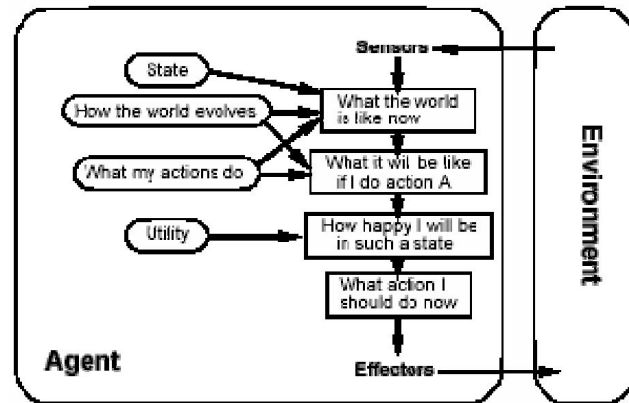 Sensors
State
What the world
is like now
How the world evolves
What it will be like
if I do action A
What my actions do
How happy I will be
in such a state
Utility
What action I
should do now
Agent
Effectors
Environment